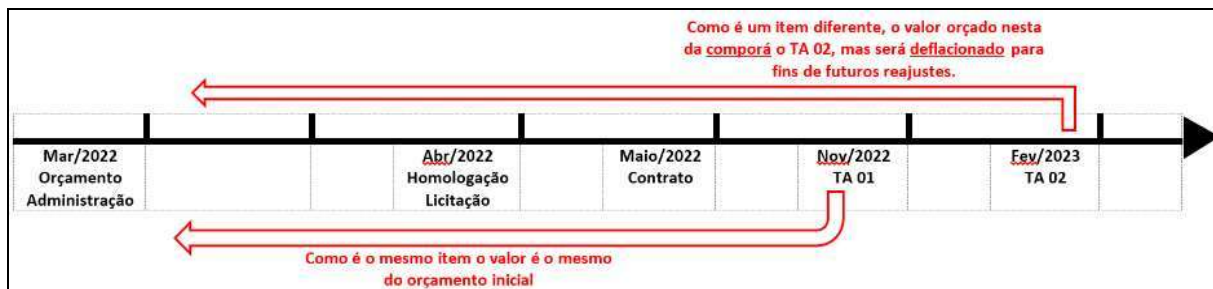 Como é um item diferente, o valor orçado nesta
da comporá o TA 02, mas será deflacionado para
fins de futuros reajustes.
Mar/2022
Orçamento
Administração
Abr/2022
Homologação
Licitação
Maio/2022
Contrato
Nov/2022
TA 01
Fev/2023
TA 02
Como é o mesmo item o valor é o mesmo
do orçamento inicial